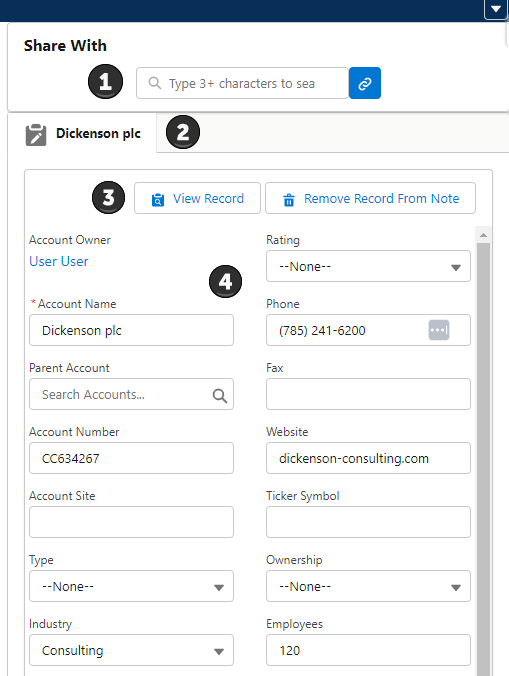 Share With
1
Type 3+ characters to sea
Dickenson plc
2
3
View Record
Remove Record From Note
Account Owner
Rating
User User
--None--
4
*Account Name
Phone
Dickenson plc
(785) 241-6200
Parent Account
Fax
Search Accounts...
Account Number
Website
CC634267
dickenson-consulting.com
Account Site
Ticker Symbol
Type
Ownership
--None--
--None--
Industry
Employees
Consulting
120